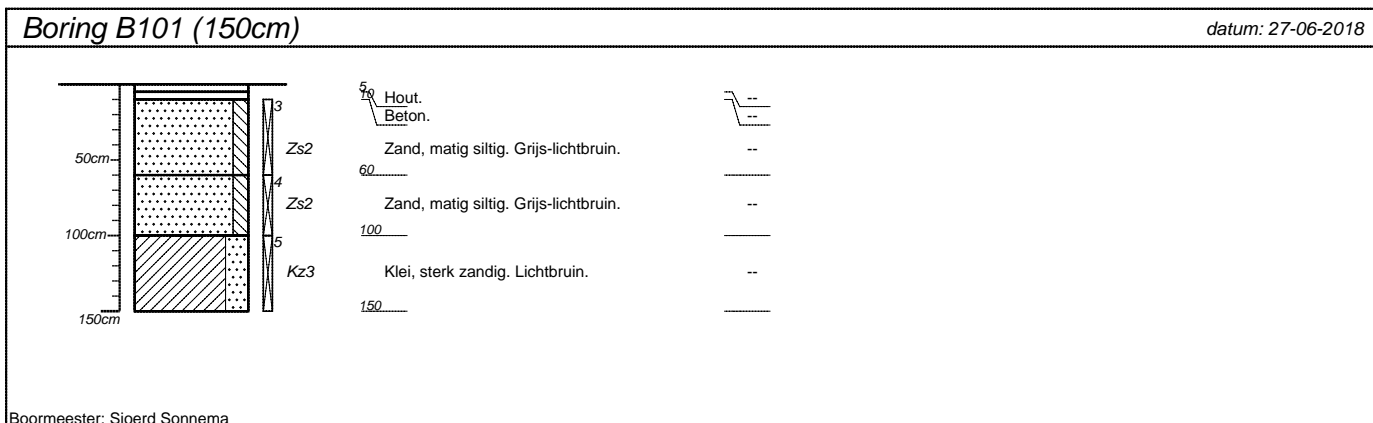 Boring B101 (150cm) datum: 27-06-2018
5 Hout. --
10 Beton. --
3
50cm Zs2 Zand, matig siltig. Grijs-lichtbruin. --
60
4
Zs2 Zand, matig siltig. Grijs-lichtbruin. --
100cm 100
5
Kz3 Klei, sterk zandig. Lichtbruin. --
150cm 150
Boormeester: Sjoerd Sonnema